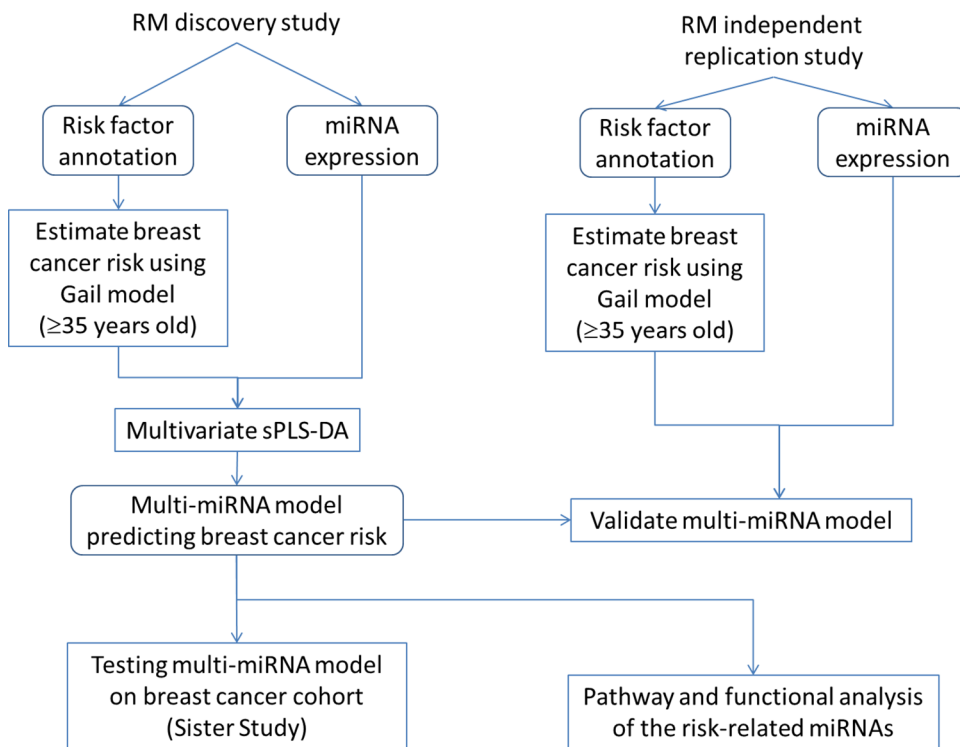 RM discovery study
Risk factor
annotation
miRNA
expression
Estimate breast
cancer risk using
Gail model
(≥35 years old)
Multivariate sPLS-DA
Multi-miRNA model
predicting breast cancer risk
RM independent
replication study
Risk factor
annotation
miRNA
expression
Estimate breast
cancer risk using
Gail model
(≥35 years old)
Validate multi-miRNA model
Testing multi-miRNA model
on breast cancer cohort
(Sister Study)
Pathway and functional analysis
of the risk-related miRNAs